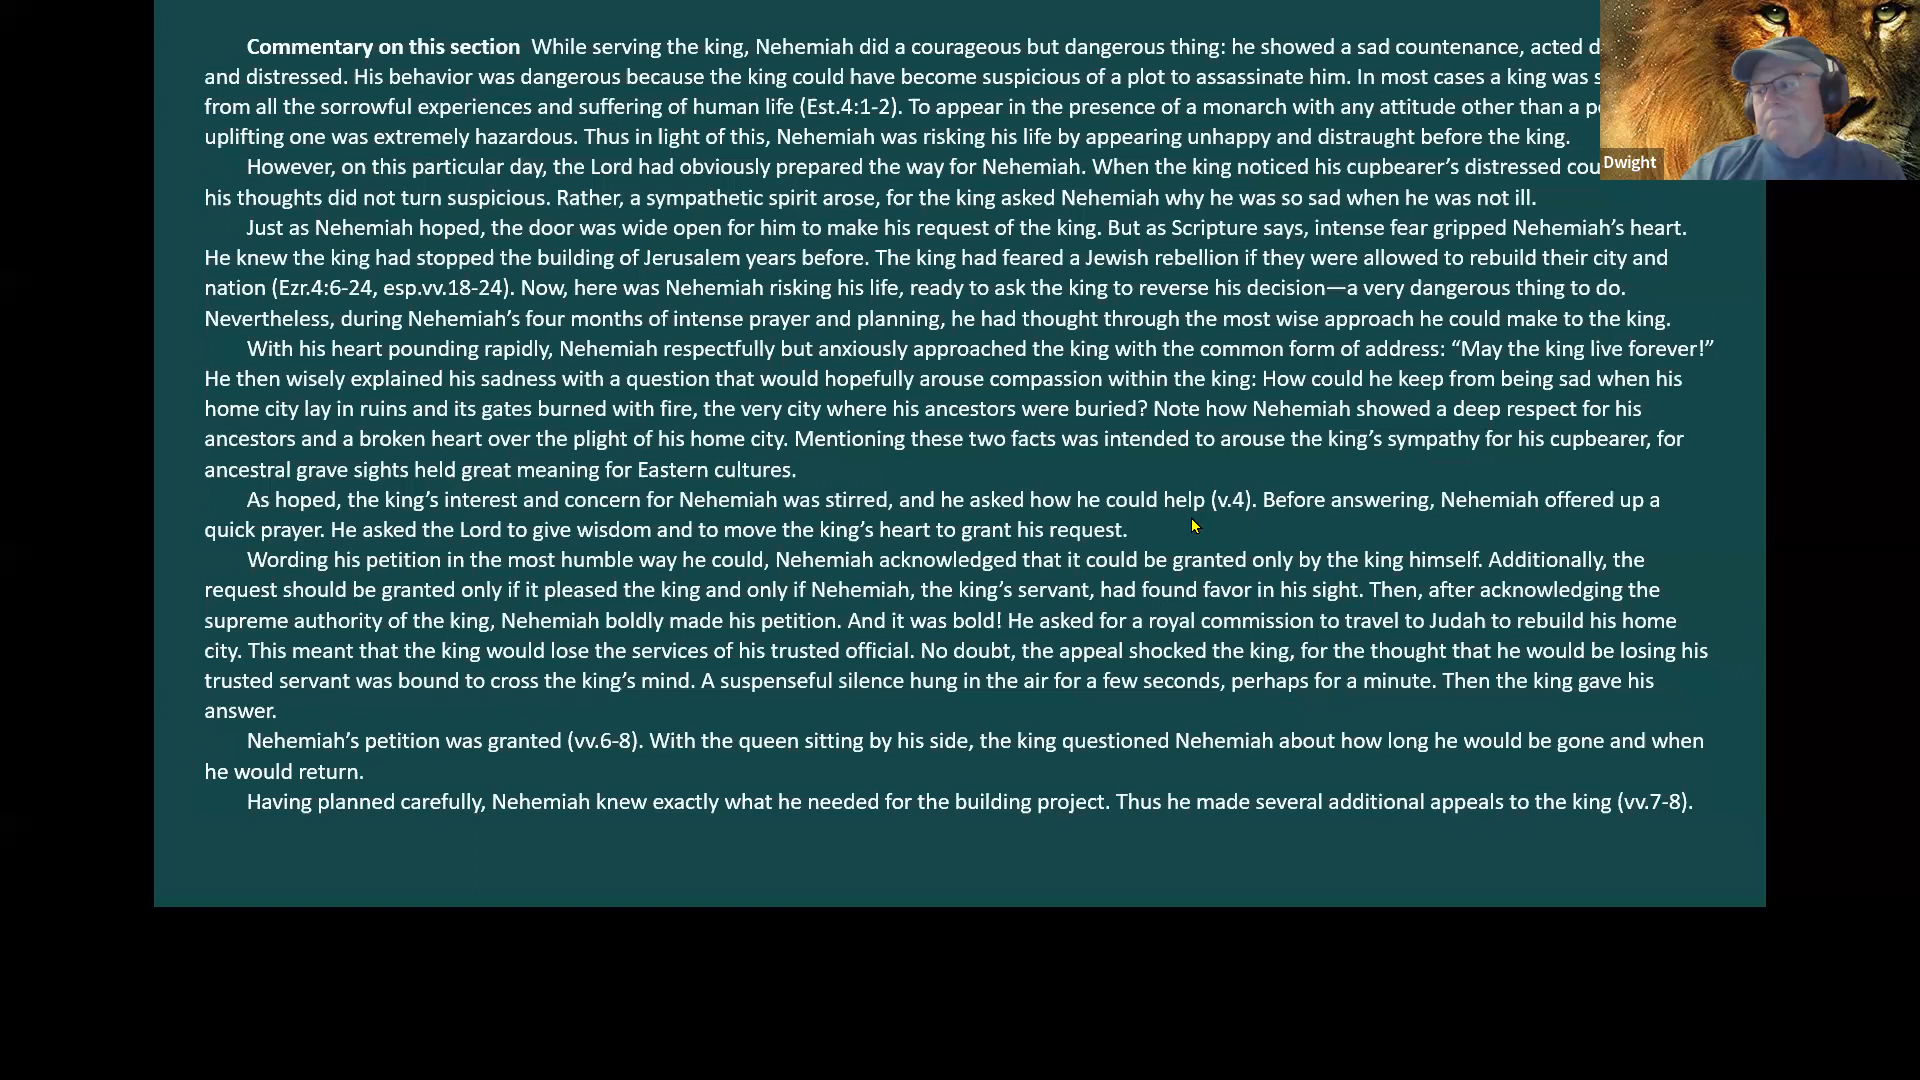 Commentary on this section  While serving the king, Nehemiah did a courageous but dangerous thing: he showed a sad countenance, acted
and distressed. His behavior was dangerous because the king could have become suspicious of a plot to assassinate him. In most cases a king was
from all the sorrowful experiences and suffering of human life (Est.4:1-2). To appear in the presence of a monarch with any attitude other than a
uplifting one was extremely hazardous. Thus in light of this, Nehemiah was risking his life by appearing unhappy and distraught before the king.
Dwight
However, on this particular day, the Lord had obviously prepared the way for Nehemiah. When the king noticed his cupbearer’s distressed
his thoughts did not turn suspicious. Rather, a sympathetic spirit arose, for the king asked Nehemiah why he was so sad when he was not ill.
Just as Nehemiah hoped, the door was wide open for him to make his request of the king. But as Scripture says, intense fear gripped Nehemiah’s heart.
He knew the king had stopped the building of Jerusalem years before. The king had feared a Jewish rebellion if they were allowed to rebuild their city and
nation (Ezr.4:6-24, esp.vv.18-24). Now, here was Nehemiah risking his life, ready to ask the king to reverse his decision—a very dangerous thing to do.
Nevertheless, during Nehemiah’s four months of intense prayer and planning, he had thought through the most wise approach he could make to the king.
With his heart pounding rapidly, Nehemiah respectfully but anxiously approached the king with the common form of address: “May the king live forever!”
He then wisely explained his sadness with a question that would hopefully arouse compassion within the king: How could he keep from being sad when his
home city lay in ruins and its gates burned with fire, the very city where his ancestors were buried? Note how Nehemiah showed a deep respect for his
ancestors and a broken heart over the plight of his home city. Mentioning these two facts was intended to arouse the king’s sympathy for his cupbearer, for
ancestral grave sights held great meaning for Eastern cultures.
As hoped, the king’s interest and concern for Nehemiah was stirred, and he asked how he could help (v.4). Before answering, Nehemiah offered up a
quick prayer. He asked the Lord to give wisdom and to move the king’s heart to grant his request.
Wording his petition in the most humble way he could, Nehemiah acknowledged that it could be granted only by the king himself. Additionally, the
request should be granted only if it pleased the king and only if Nehemiah, the king’s servant, had found favor in his sight. Then, after acknowledging the
supreme authority of the king, Nehemiah boldly made his petition. And it was bold! He asked for a royal commission to travel to Judah to rebuild his home
city. This meant that the king would lose the services of his trusted official. No doubt, the appeal shocked the king, for the thought that he would be losing his
trusted servant was bound to cross the king’s mind. A suspenseful silence hung in the air for a few seconds, perhaps for a minute. Then the king gave his
answer.
Nehemiah’s petition was granted (vv.6-8). With the queen sitting by his side, the king questioned Nehemiah about how long he would be gone and when
he would return.
Having planned carefully, Nehemiah knew exactly what he needed for the building project. Thus he made several additional appeals to the king (vv.7-8).